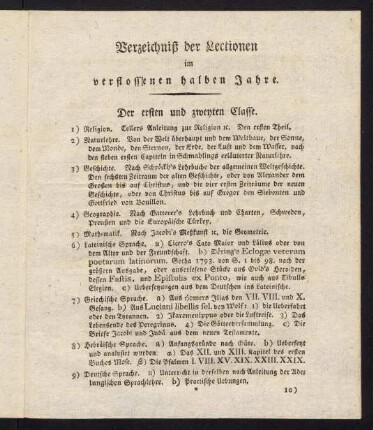 Verzeichniß der Lectionen
im
verflossenen halben Jahre.
Der ersten und zweyten Classe.
1) Religion. Tellers Anleitung zur Religion ꝛc. Den ersten Theil.
2) Naturlehre. Von der Welt überhaupt und dem Weltbaue, der Sonne,
dem Monde, den Sternen, der Erde, der Luft und dem Wasser, nach
den sieben ersten Capiteln in Schmahlings erläuterter Naturlehre.
3) Geschichte. Nach Schröckh's Lehrbuche der allgemeinen Weltgeschichte.
Den sechsten Zeitraum der alten Geschichte, oder von Alexander dem
Großen bis auf Christus, und die vier ersten Zeiträume der neuen
Geschichte, oder von Christus bis auf Gregor den Siebenten und
Gottfried von Bouillon.
4) Geographie. Nach Gatterer's Lehrbuch und Charten, Schweden,
Preußen und die Europäische Türkey.
5) Mathematik. Nach Jacobi's Meßkunst ꝛc, die Geometrie.
6) Lateinische Sprache. a) Cicero's Cato Maior und Lälius oder von
dem Alter und der Freundschaft. b) Döring's Eclogæ veterum
poetarum latinorum. Gotha 1793. von S. 1 bis 98. nach der
größern Ausgabe, oder auserlesene Stücke aus Ovid's Heroiden,
dessen Fastis, und Epistolis ex Ponto, wie auch aus Tibulls
Elegien. c) Uebersetzungen aus dem Deutschen ins Lateinische.
7) Griechische Sprache. a) Aus Homers Ilias den VII. VIII. und X.
Gesang. b) Aus Luciani libellis sel. von Wolf: 1) die Ueberfahrt
oder den Tyrannen. 2) Ikaromenippus oder die Luftreise. 3) Das
Lebensende des Peregrinus. 4) die Götterversammlung. c) Die
Briefe Jacobi und Judä aus dem neuen Testamente.
8) Hebräische Sprache. a) Anfangsgründe nach Güte. b) Uebersetzt
und analysirt wurden: a) Das XII. und XIII. Kapitel des ersten
Buches Mose. β) Die Psalmen I. VIII. XV. XIX. XXIII. XXIX.
9) Deutsche Sprache. a) Unterricht in derselben nach Anleitung der Adelunglischen
Sprachlehre. b) Practische Uebungen.
10)